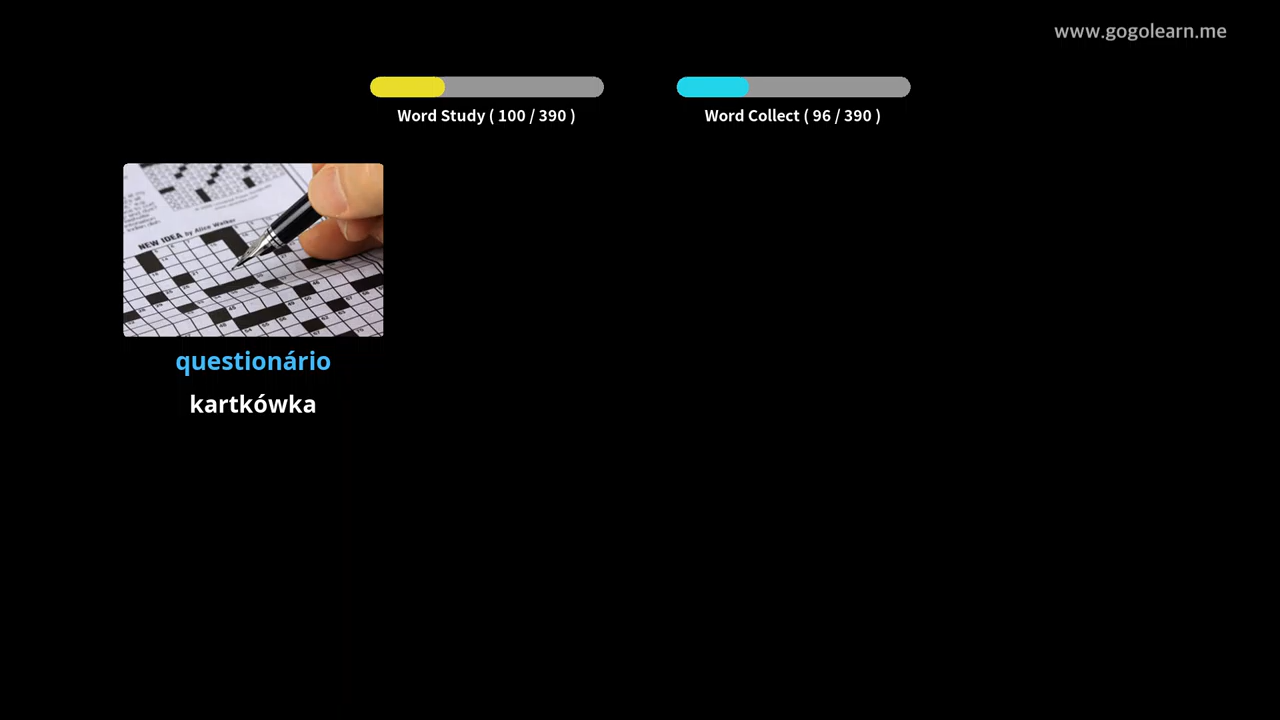 www.gogolearn.me
Word Study ( 100 / 390 )
Word Collect ( 96 / 390 )
NEW IDEA by Alice Walker
questionário
kartkówka